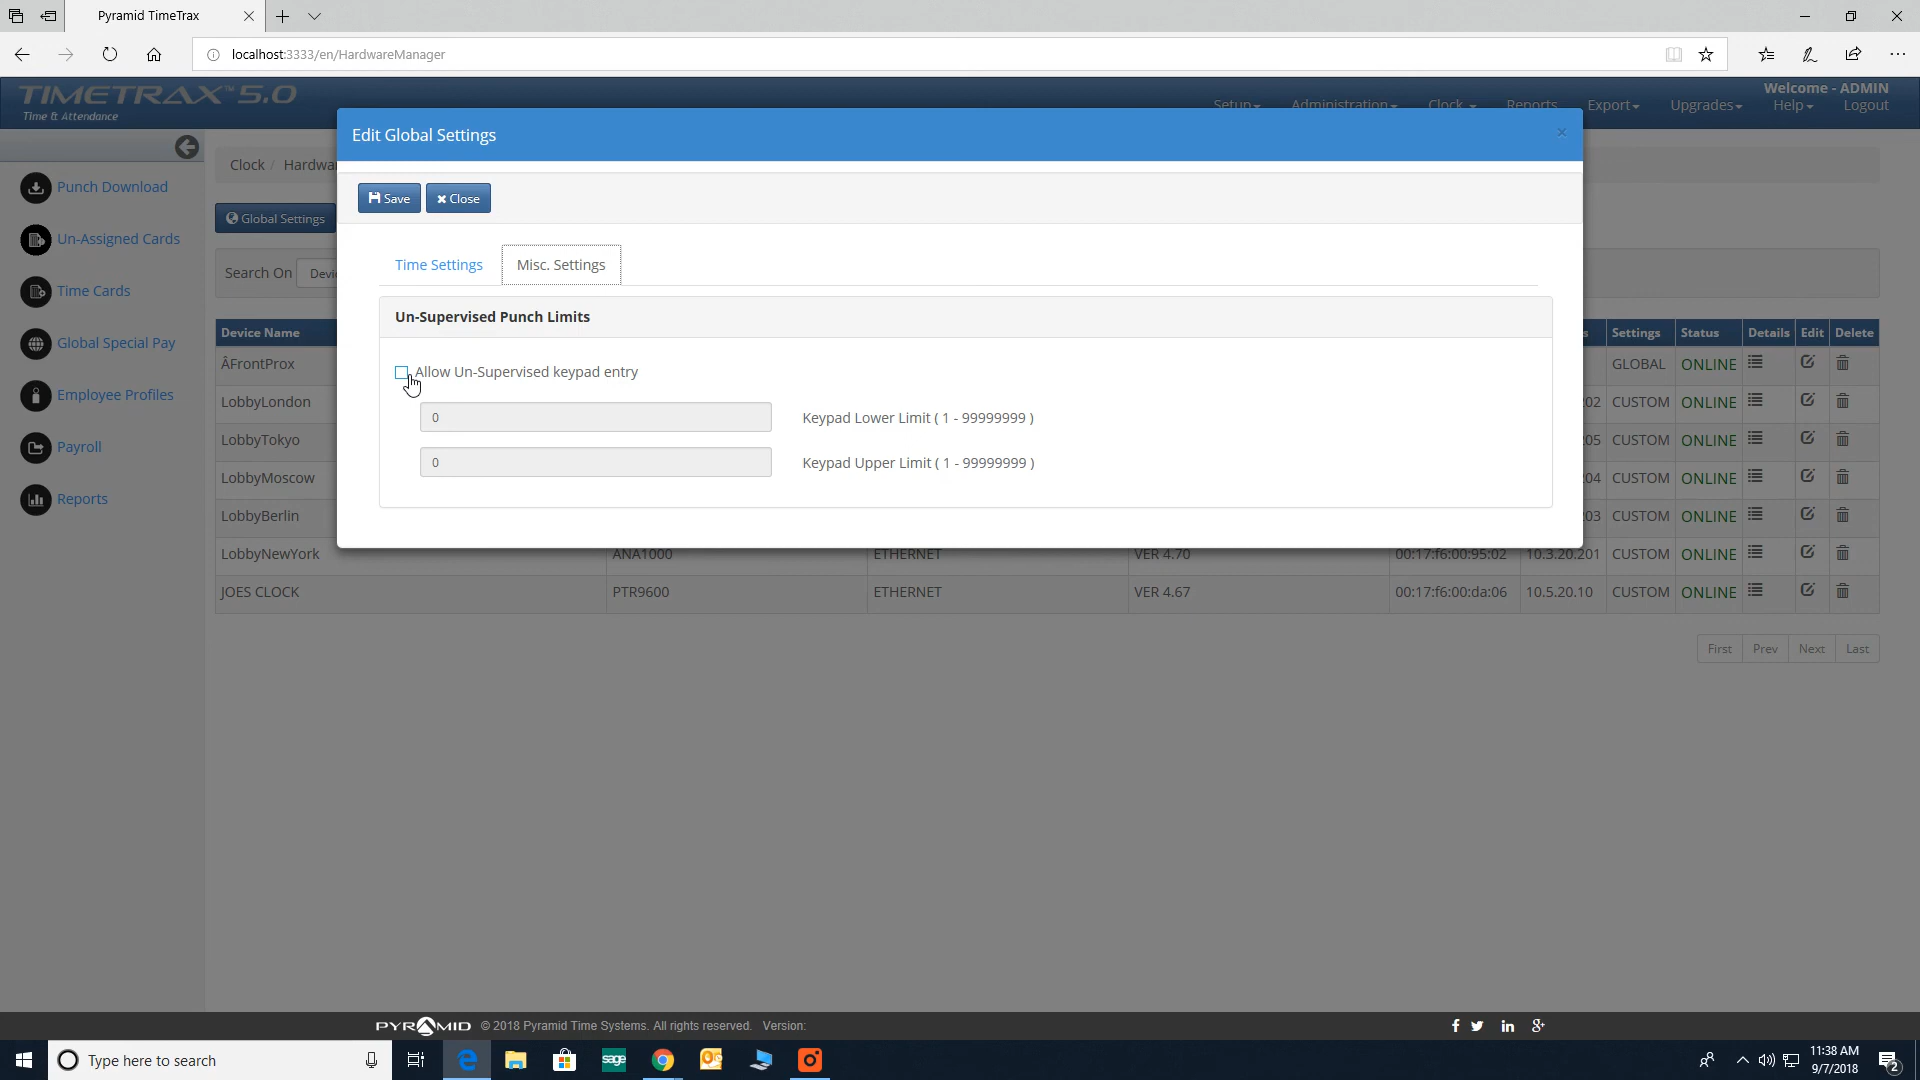 Pyramid TimeTrax
localhost:3333/en/HardwareManager
TIMETRAX™ 5.0
Time & Attendance
Welcome - ADMIN
Setup Administration Clock Reports Export Upgrades Help Logout
Edit Global Settings
Punch Download
Un-Assigned Cards
Time Cards
Global Special Pay
Employee Profiles
Payroll
Reports
Clock / Hardwa
Global Settings
Search On Devi
Save Close
Time Settings Misc. Settings
Un-Supervised Punch Limits
Allow Un-Supervised keypad entry
0 Keypad Lower Limit ( 1 - 99999999 )
0 Keypad Upper Limit ( 1 - 99999999 )
Device Name s Settings Status Details Edit Delete
ÂFrontProx GLOBAL ONLINE
LobbyLondon 02 CUSTOM ONLINE
LobbyTokyo 05 CUSTOM ONLINE
LobbyMoscow 04 CUSTOM ONLINE
LobbyBerlin 03 CUSTOM ONLINE
LobbyNewYork ANA1000 ETHERNET VER 4.70 00:17:f6:00:95:02 10.3.20.201 CUSTOM ONLINE
JOES CLOCK PTR9600 ETHERNET VER 4.67 00:17:f6:00:da:06 10.5.20.10 CUSTOM ONLINE
First Prev Next Last
PYRAMID © 2018 Pyramid Time Systems. All rights reserved. Version:
Type here to search
sage
11:38 AM
9/7/2018
2